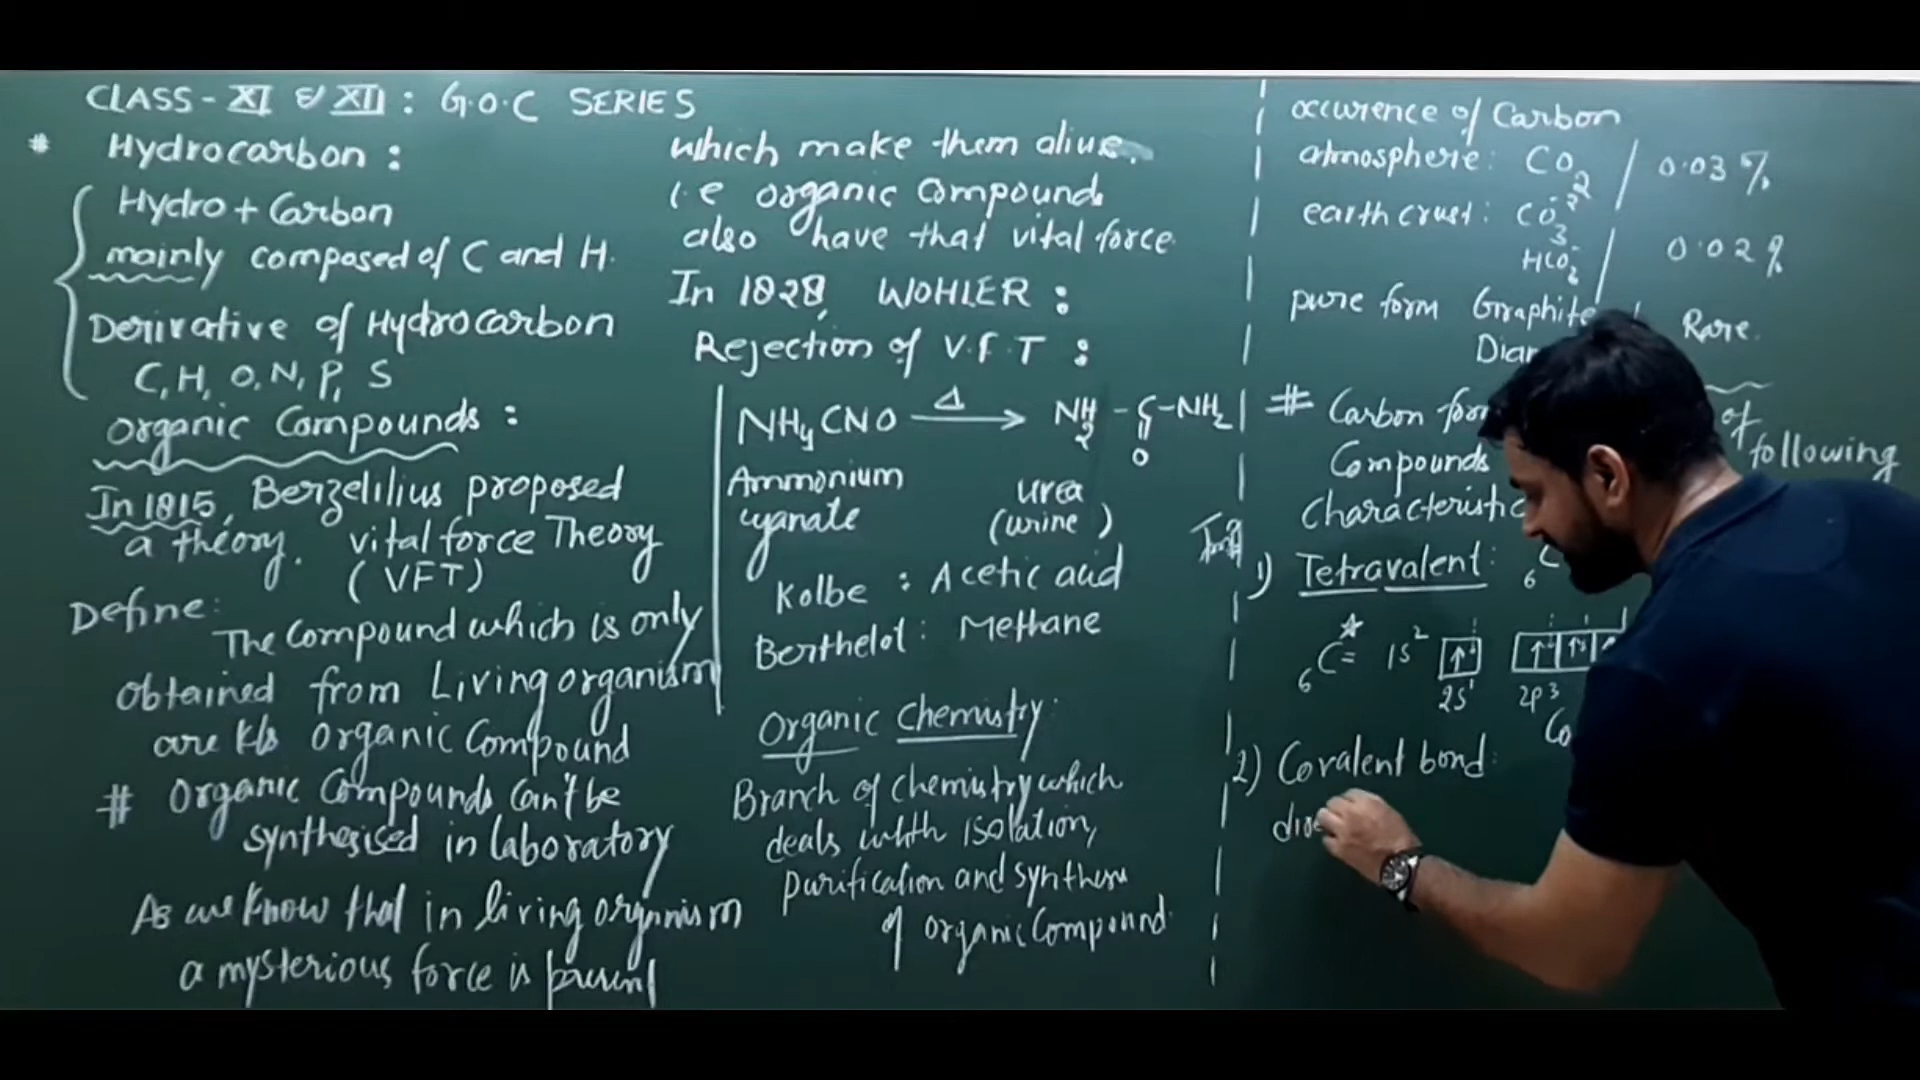 CLASS - XI & XII : G.O.C SERIES
# Hydrocarbon :
Hydro + Carbon
mainly composed of C and H.
Derivative of Hydrocarbon
C, H, O, N, P, S
Organic Compounds :
In 1815, Berzelilius proposed
a theory. vital force Theory
(VFT)
Define:
The Compound which is only
obtained from Living organism
are k/s organic Compound
# Organic Compounds Can't be
synthesised in laboratory
As we know that in living organism
a mysterious force is present
which make them alive.
i.e organic Compounds
also have that vital force
In 1828, WOHLER :
Rejection of V.F.T :
NH4CNO Δ → NH2 - C - NH2
O
Ammonium
cyanate
urea
(urine)
Kolbe : Acetic acid
Berthelot : Methane
Organic Chemistry:
Branch of Chemistry which
deals with isolation,
purification and synthesis
of organic Compound.
occurence of Carbon
atmosphere : CO2 / 0.03 %
earth crust : CO3-2
HCO3- / 0.02 %
pure form Graphite / Rare.
# Carbon of
Compounds following
Characteristic
1) Tetravalent : 6C
6C* = 1s2 ↑ ↑
2s1 2p3
2) Covalent bond :